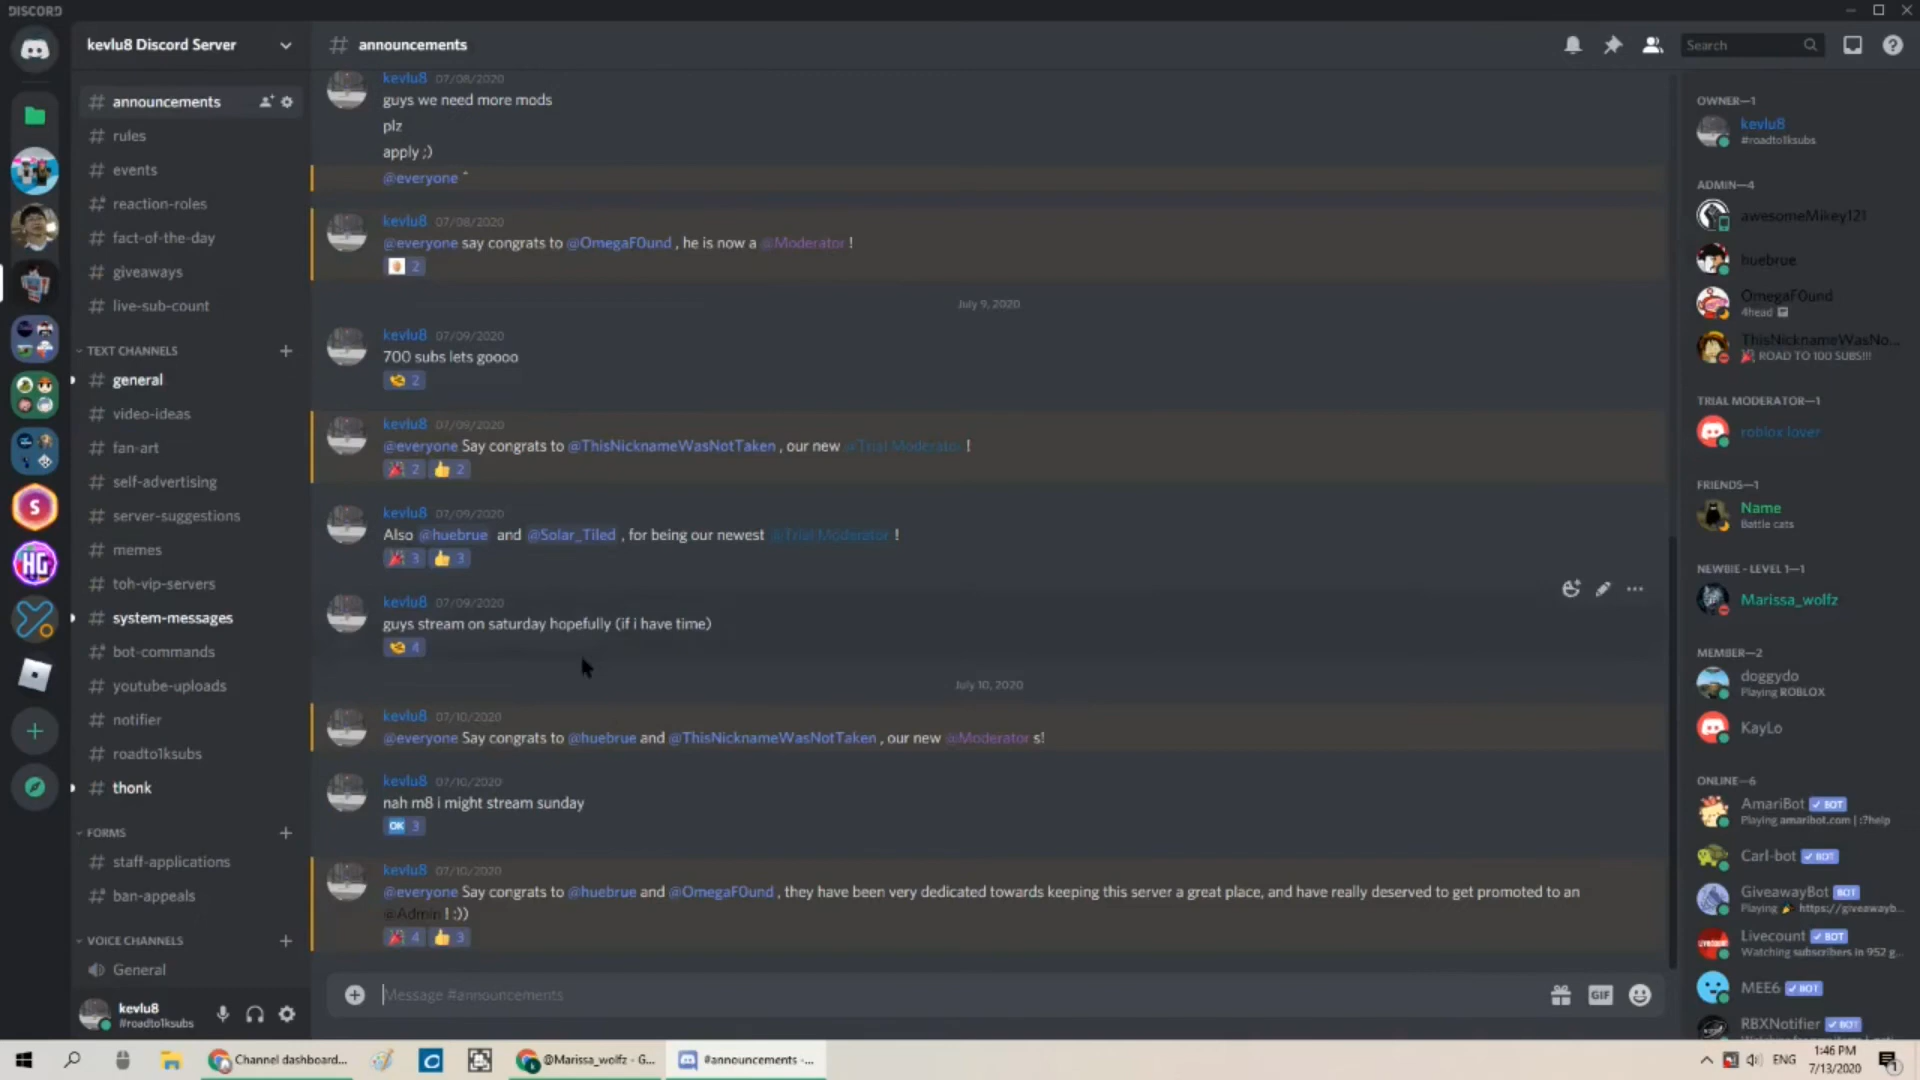 DISCORD
kevlu8 Discord Server
announcements
rules
events
reaction-roles
fact-of-the-day
giveaways
live-sub-count
TEXT CHANNELS
general
video-ideas
fan-art
self-advertising
server-suggestions
memes
toh-vip-servers
system-messages
bot-commands
youtube-uploads
notifier
roadto1ksubs
thonk
FORMS
staff-applications
ban-appeals
VOICE CHANNELS
General
kevlu8
#roadto1ksubs
# announcements
Search
kevlu8 07/08/2020
guys we need more mods
plz
apply ;)
@everyone ^
kevlu8 07/08/2020
@everyone say congrats to @OmegaF0und , he is now a @Moderator !
2
July 9, 2020
kevlu8 07/09/2020
700 subs lets goooo
2
kevlu8 07/09/2020
@everyone Say congrats to @ThisNicknameWasNotTaken , our new @Trial Moderator !
2 2
kevlu8 07/09/2020
Also @huebrue and @Solar_Tiled , for being our newest @Trial Moderator !
3 3
kevlu8 07/09/2020
guys stream on saturday hopefully (if i have time)
4
July 10, 2020
kevlu8 07/10/2020
@everyone Say congrats to @huebrue and @ThisNicknameWasNotTaken , our new @Moderator s!
kevlu8 07/10/2020
nah m8 i might stream sunday
OK 3
kevlu8 07/10/2020
@everyone Say congrats to @huebrue and @OmegaF0und , they have been very dedicated towards keeping this server a great place, and have really deserved to get promoted to an
@Admin ! :))
4 3
Message #announcements
GIF
OWNER—1
kevlu8
#roadto1ksubs
ADMIN—4
awesomeMikey121
huebrue
OmegaF0und
4head
ThisNicknameWasNo...
ROAD TO 100 SUBS!!!
TRIAL MODERATOR—1
roblox lover
FRIENDS—1
Name
Battle cats
NEWBIE - LEVEL 1—1
Marissa_wolfz
MEMBER—2
doggydo
Playing ROBLOX
KayLo
ONLINE—6
AmariBot BOT
Playing amaribot.com | :?help
Carl-bot BOT
GiveawayBot BOT
Playing https://giveawayb...
Livecount BOT
Watching subscribers in 952 g...
MEE6 BOT
RBXNotifier BOT
S
HG
Channel dashboard...
@Marissa_wolfz - G...
#announcements -...
ENG
1:46 PM
7/13/2020
1